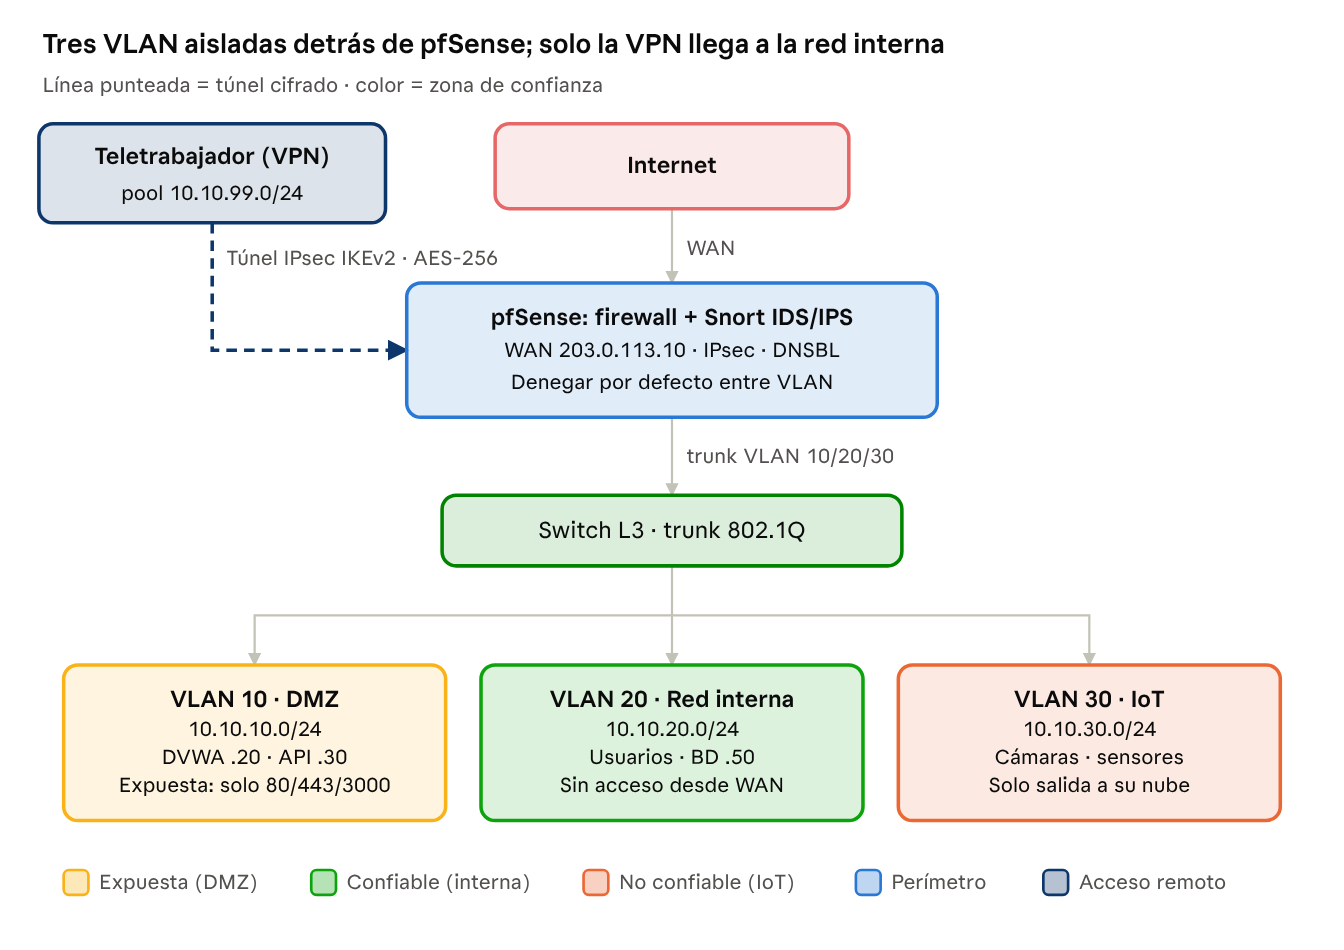 Tres VLAN aisladas detrás de pfSense; solo la VPN llega a la red interna
Línea punteada = túnel cifrado · color = zona de confianza
Teletrabajador (VPN)
pool 10.10.99.0/24
Internet
Túnel IPsec IKEv2 · AES-256
WAN
pfSense: firewall + Snort IDS/IPS
WAN 203.0.113.10 · IPsec · DNSBL
Denegar por defecto entre VLAN
trunk VLAN 10/20/30
Switch L3 · trunk 802.1Q
VLAN 10 · DMZ
10.10.10.0/24
DVWA .20 · API .30
Expuesta: solo 80/443/3000
VLAN 20 · Red interna
10.10.20.0/24
Usuarios · BD .50
Sin acceso desde WAN
VLAN 30 · IoT
10.10.30.0/24
Cámaras · sensores
Solo salida a su nube
Expuesta (DMZ)
Confiable (interna)
No confiable (IoT)
Perímetro
Acceso remoto